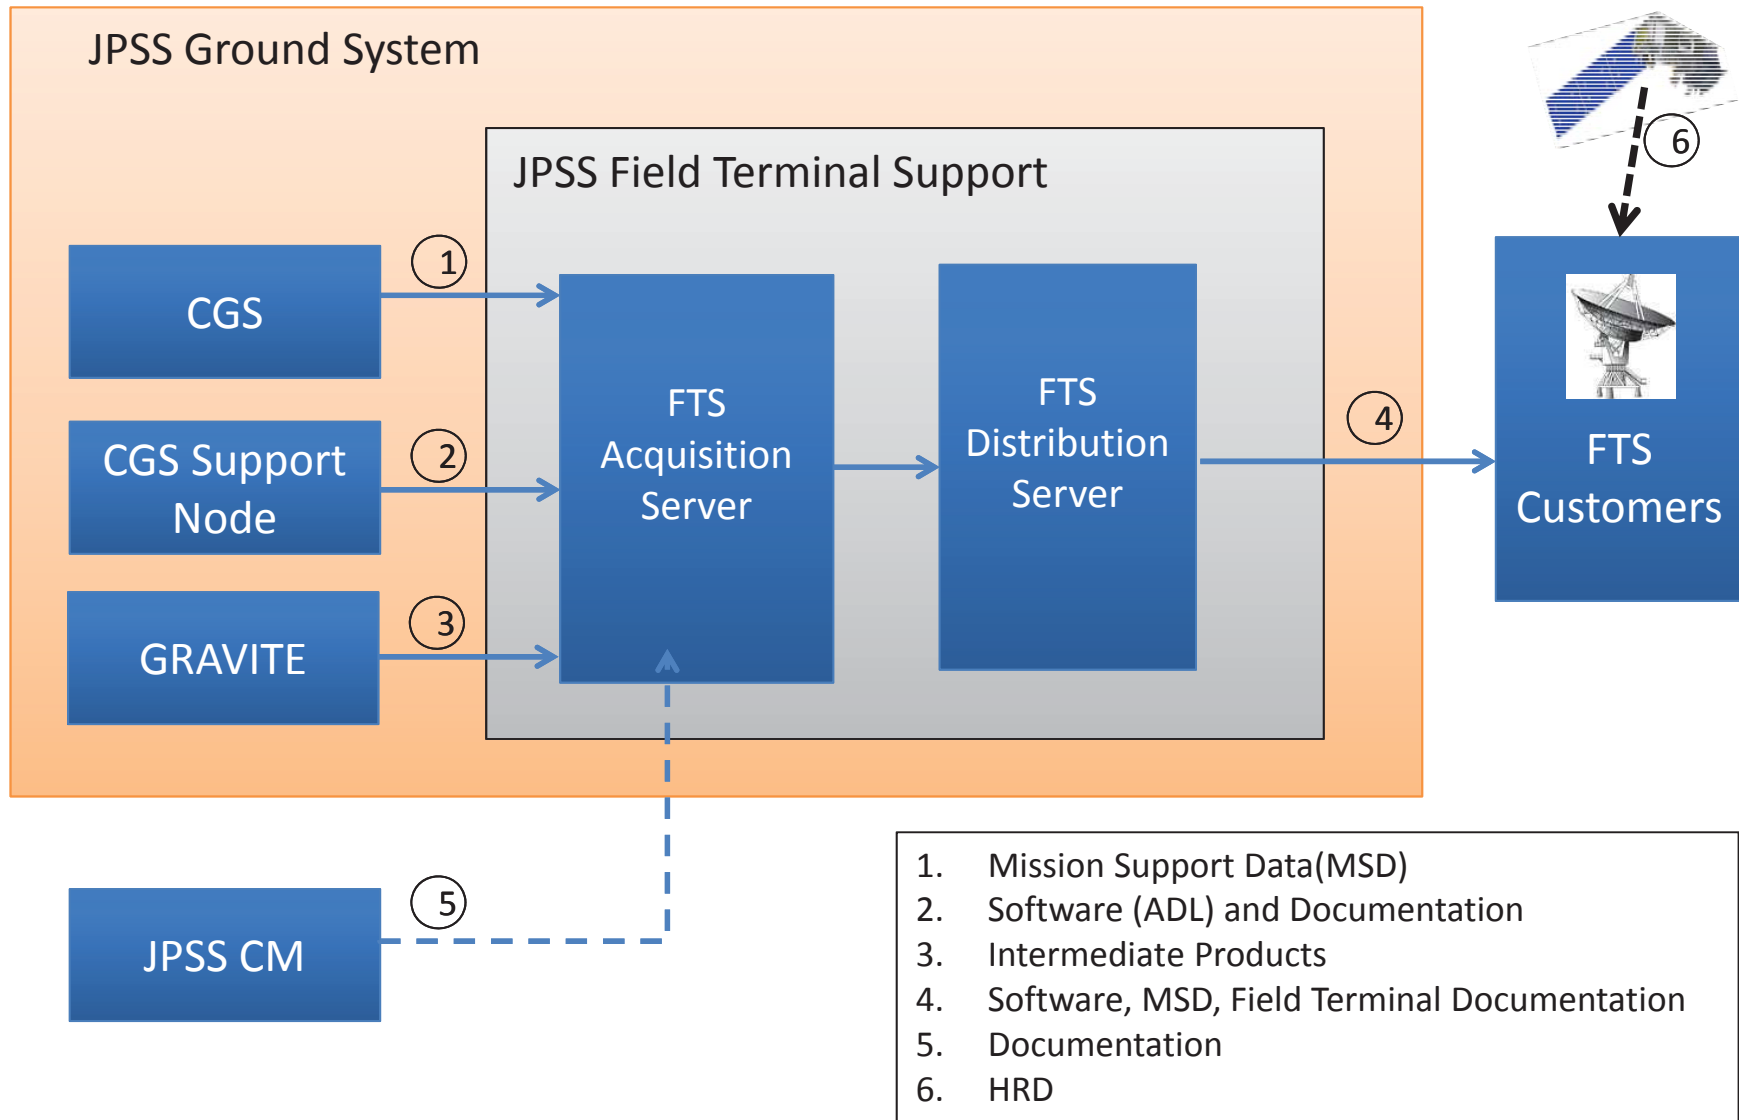 JPSS Ground System
JPSS Field Terminal Support
6
1
CGS
FTS
Acquisition
Server
FTS
Distribution
Server
4
FTS
Customers
2
CGS Support
Node
3
GRAVITE
5
JPSS CM
1. Mission Support Data(MSD)
2. Software (ADL) and Documentation
3. Intermediate Products
4. Software, MSD, Field Terminal Documentation
5. Documentation
6. HRD